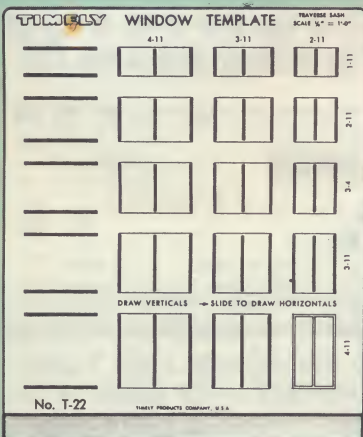 TIMELY WINDOW TEMPLATE TRAVERSE SASH
SCALE ¼" = 1'-0"
4-11 3-11 2-11
1-11
2-11
3-4
3-11
DRAW VERTICALS → SLIDE TO DRAW HORIZONTALS
4-11
No. T-22
TIMELY PRODUCTS COMPANY, U S A